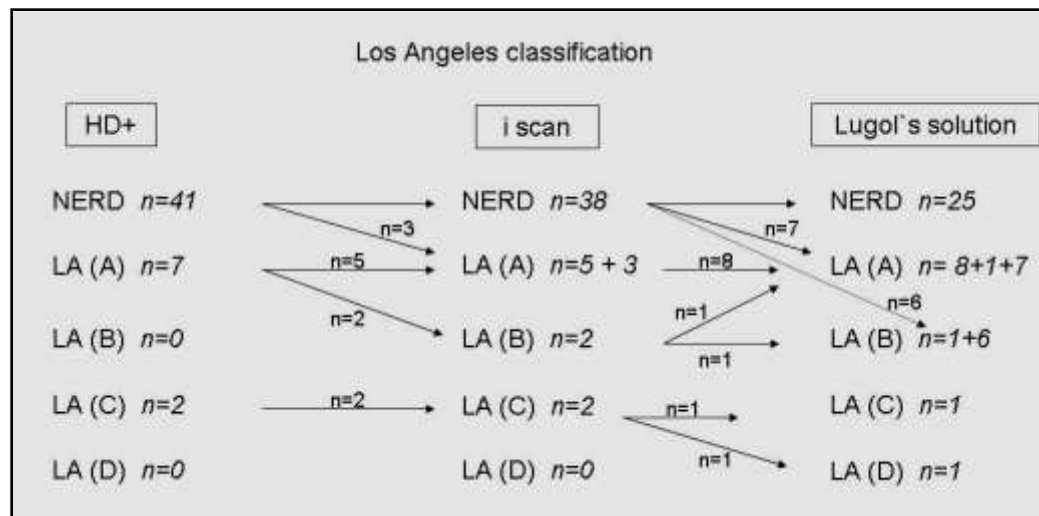 Los Angeles classification
HD+ i scan Lugol`s solution
NERD n=41 NERD n=38 NERD n=25
n=3 n=7
LA (A) n=7 n=5 LA (A) n=5 + 3 n=8 LA (A) n= 8+1+7
n=2 n=1 n=6
LA (B) n=0 LA (B) n=2 n=1 LA (B) n=1+6
LA (C) n=2 n=2 LA (C) n=2 n=1 LA (C) n=1
LA (D) n=0 LA (D) n=0 n=1 LA (D) n=1